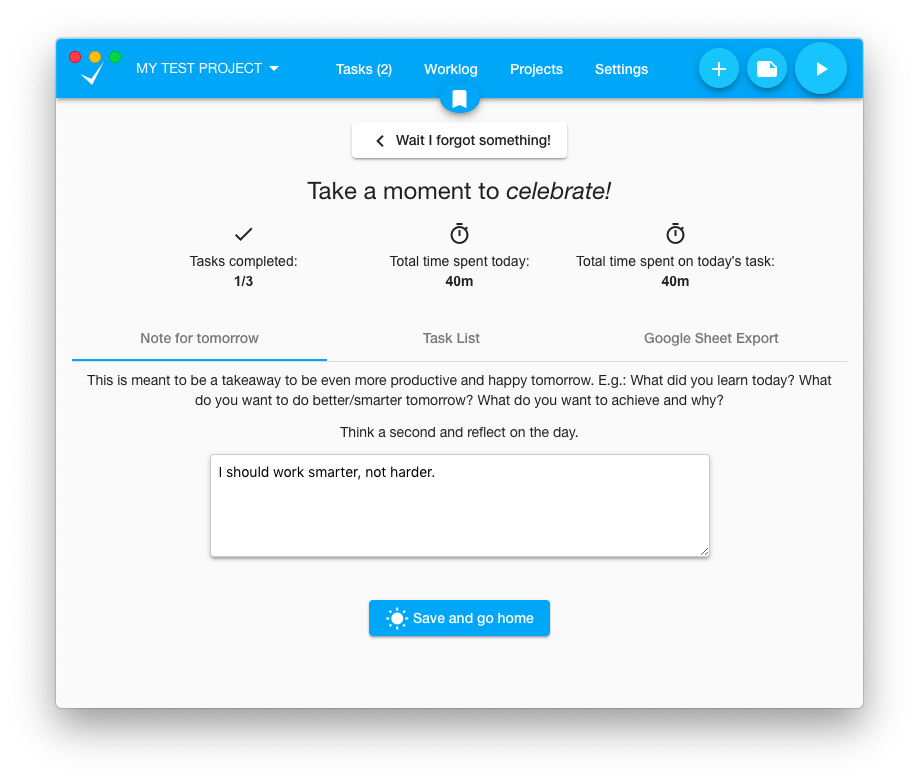 MY TEST PROJECT
Tasks (2)
Worklog
Projects
Settings
Wait I forgot something!
Take a moment to celebrate!
Tasks completed:
1/3
Total time spent today:
40m
Total time spent on today's task:
40m
Note for tomorrow
Task List
Google Sheet Export
This is meant to be a takeaway to be even more productive and happy tomorrow. E.g.: What did you learn today? What
do you want to do better/smarter tomorrow? What do you want to achieve and why?
Think a second and reflect on the day.
I should work smarter, not harder.
Save and go home